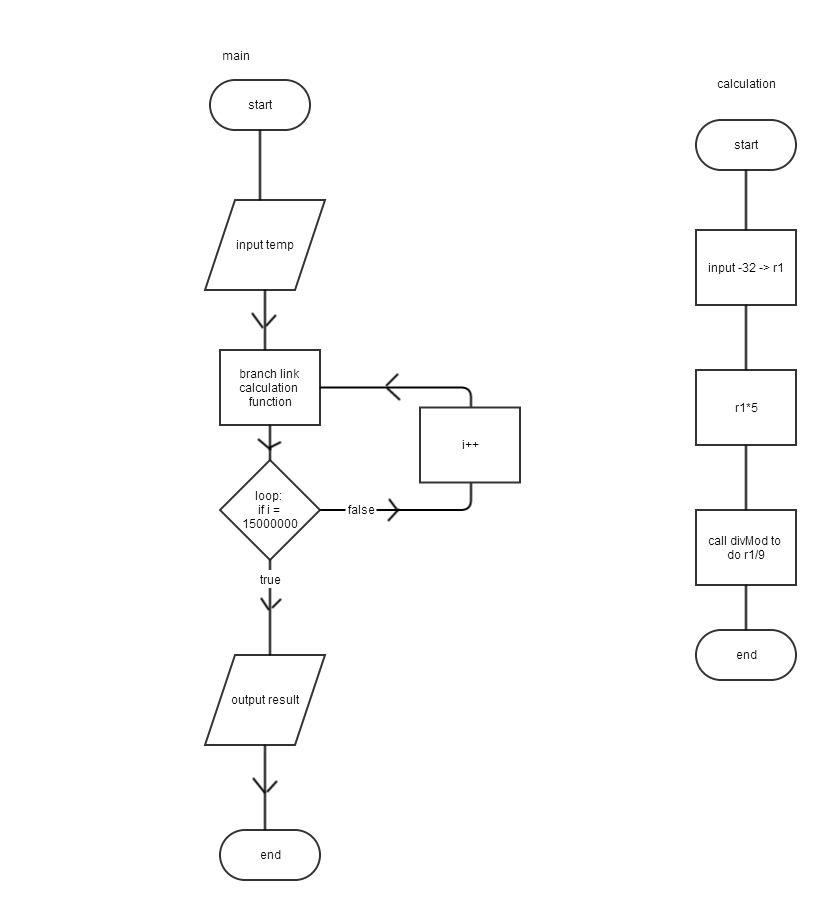 main
start
input temp
branch link
calculation
function
i++
loop:
if i =
15000000
false
true
output result
end
calculation
start
input -32 -> r1
r1*5
call divMod to
do r1/9
end